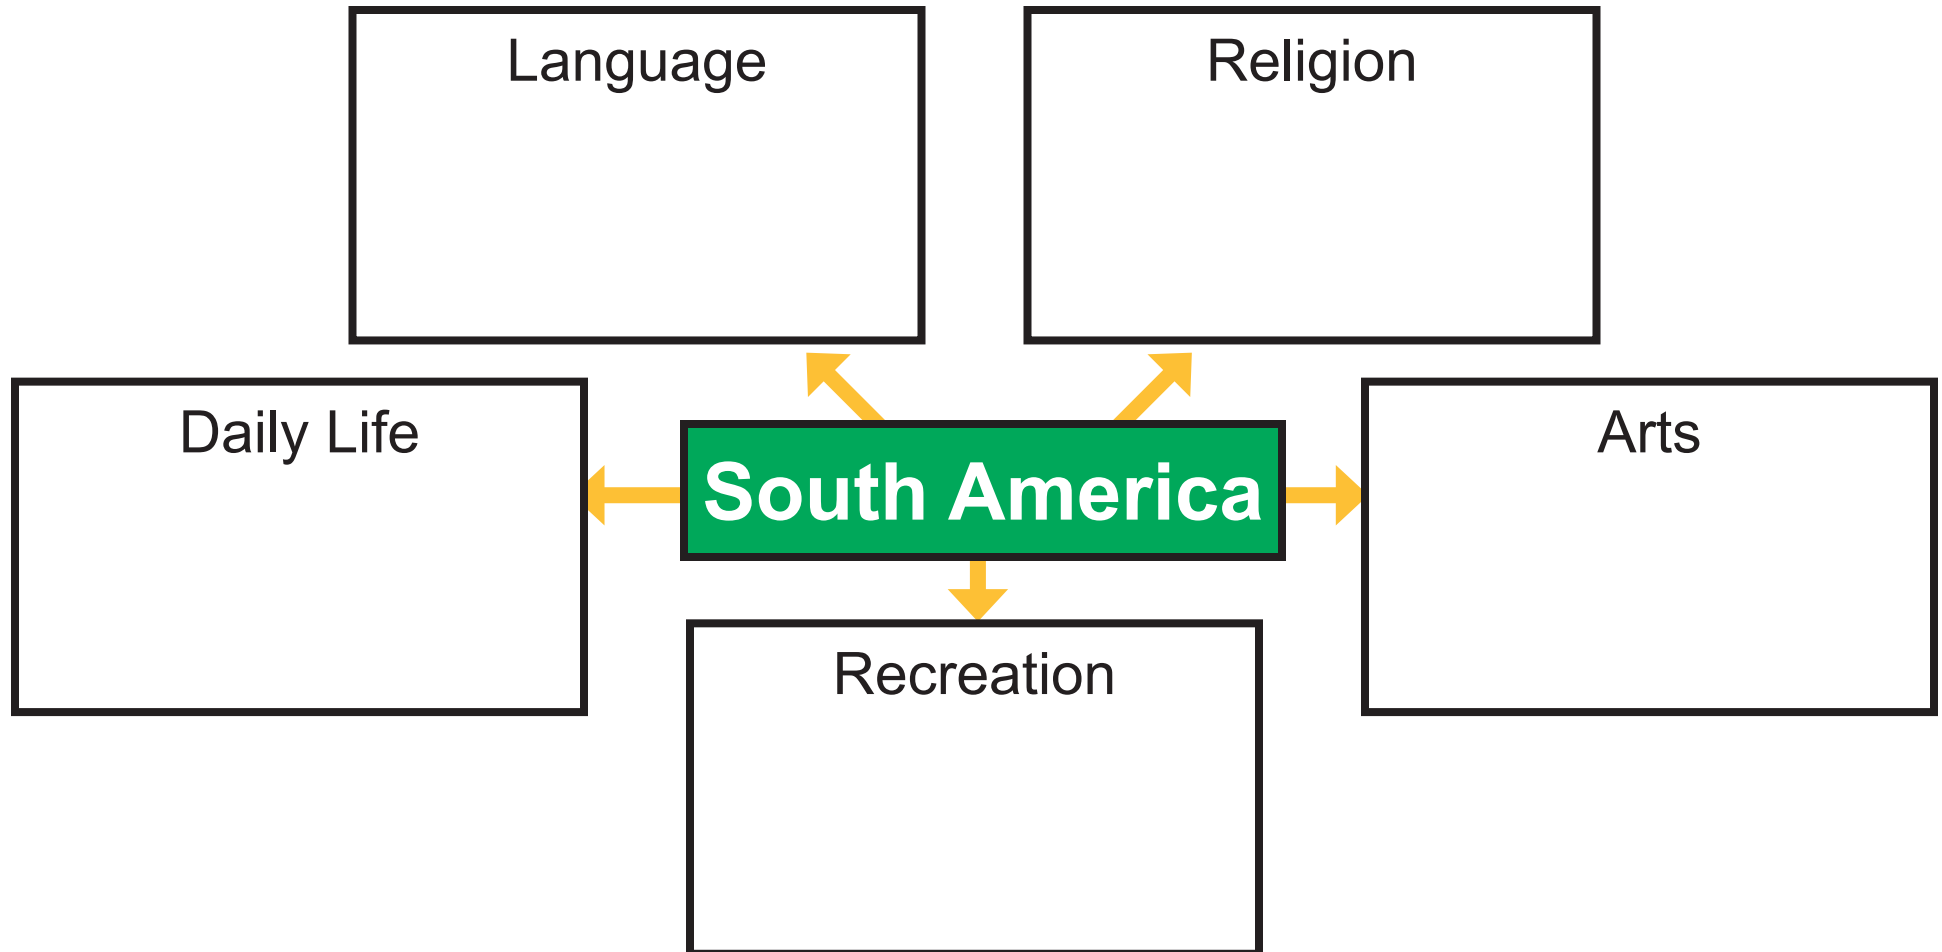 Language
Religion
Daily Life
South America
Arts
Recreation